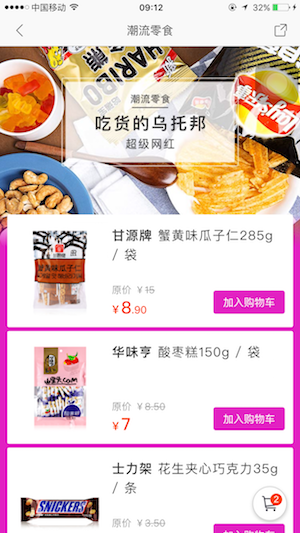 中国移动
09:12
32%
潮流零食
HARIBO
潮流零食
吃货的乌托邦
超级网红
甘源牌 蟹黄味瓜子仁285g
/ 袋
原价 ¥15
¥8.90
加入购物车
华味亨 酸枣糕150g / 袋
原价 ¥8.50
¥7
加入购物车
士力架 花生夹心巧克力35g
/ 条
SNICKERS
原价 ¥3.50
2